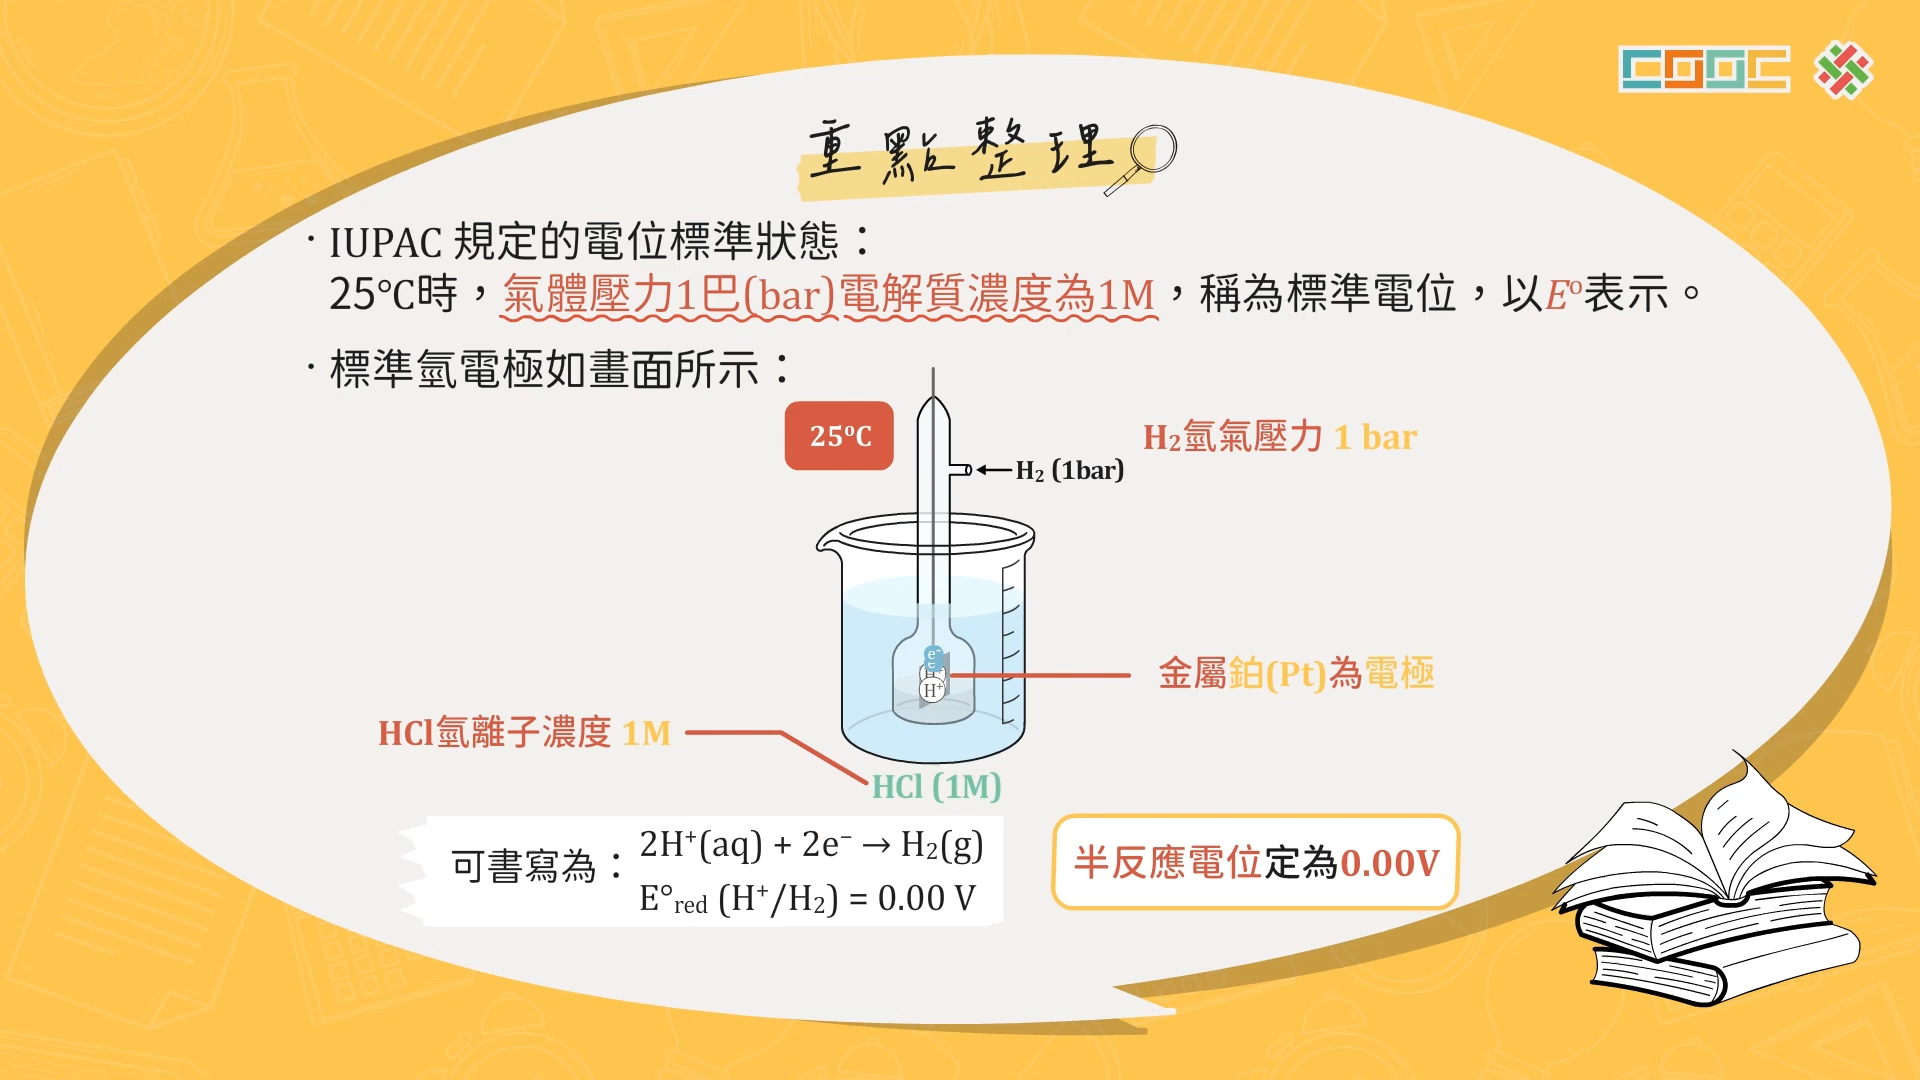 COOC
重點整理
· IUPAC 規定的電位標準狀態：
25°C時，氣體壓力1巴(bar)電解質濃度為1M，稱為標準電位，以E⁰表示。
· 標準氫電極如畫面所示：
25⁰C
H₂氫氣壓力 1 bar
H₂ (1bar)
e⁻
H⁺
金屬鉑(Pt)為電極
HCl氫離子濃度 1M
HCl (1M)
可書寫為：
2H⁺(aq) + 2e⁻ → H₂(g)
E°red (H⁺/H₂) = 0.00 V
半反應電位定為0.00V